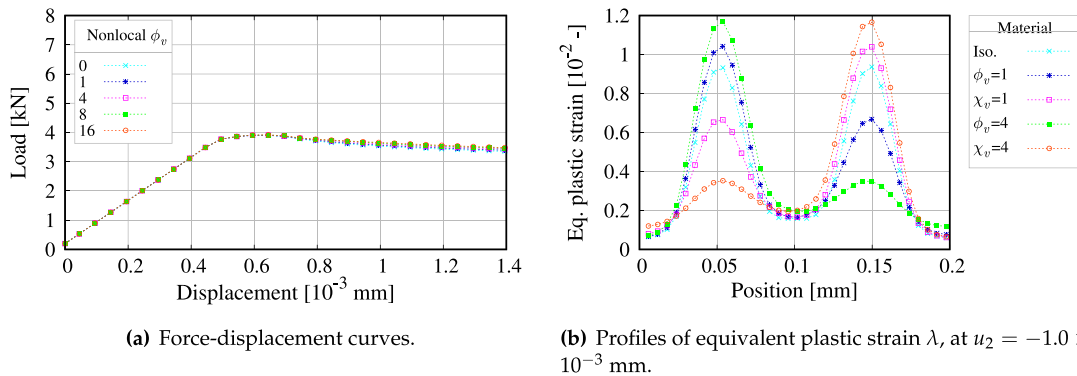 8
7
6
5
4
3
2
1
0
Load [kN]
Nonlocal ϕᵥ
0
1
4
8
16
0 0.2 0.4 0.6 0.8 1 1.2 1.4
Displacement [10⁻³ mm]
(a) Force-displacement curves.
1.2
1
0.8
0.6
0.4
0.2
0
Eq. plastic strain [10⁻² -]
0 0.05 0.1 0.15 0.2
Position [mm]
Material
Iso.
ϕᵥ=1
χᵥ=1
ϕᵥ=4
χᵥ=4
(b) Profiles of equivalent plastic strain λ, at u₂ = −1.0
10⁻³ mm.